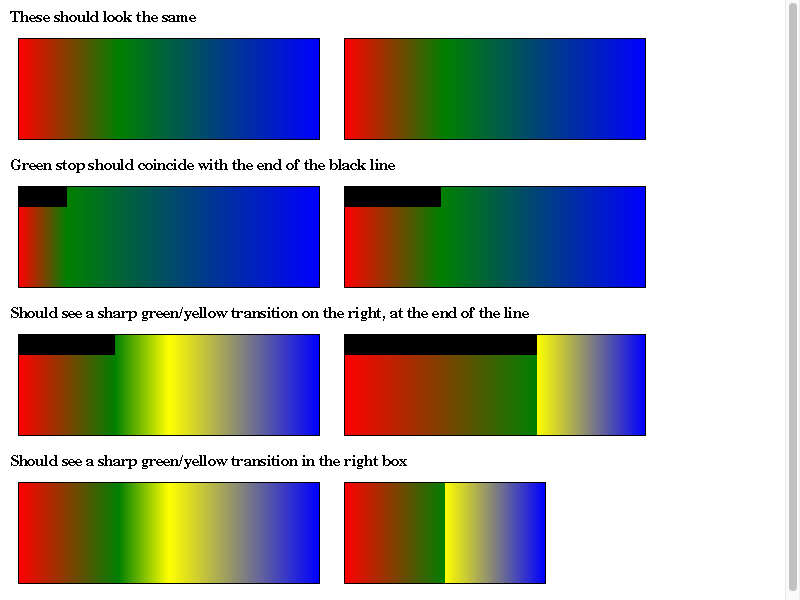 These should look the same
Green stop should coincide with the end of the black line
Should see a sharp green/yellow transition on the right, at the end of the line
Should see a sharp green/yellow transition in the right box